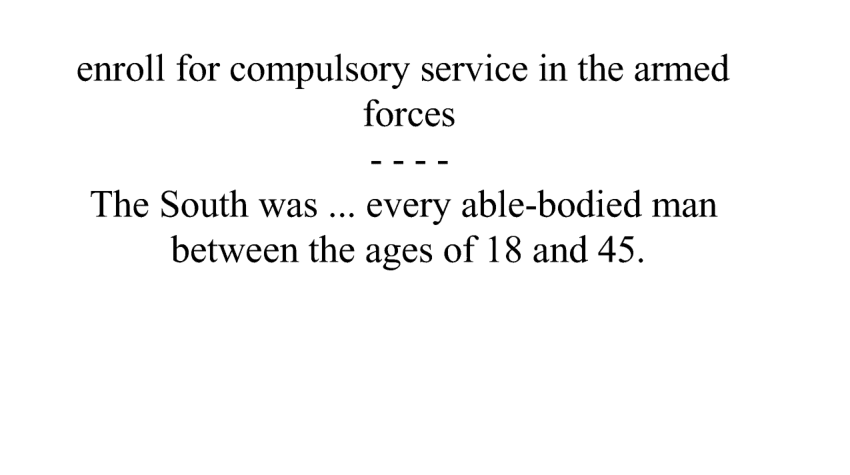 enroll for compulsory service in the armed
forces
- - - -
The South was ... every able-bodied man
between the ages of 18 and 45.